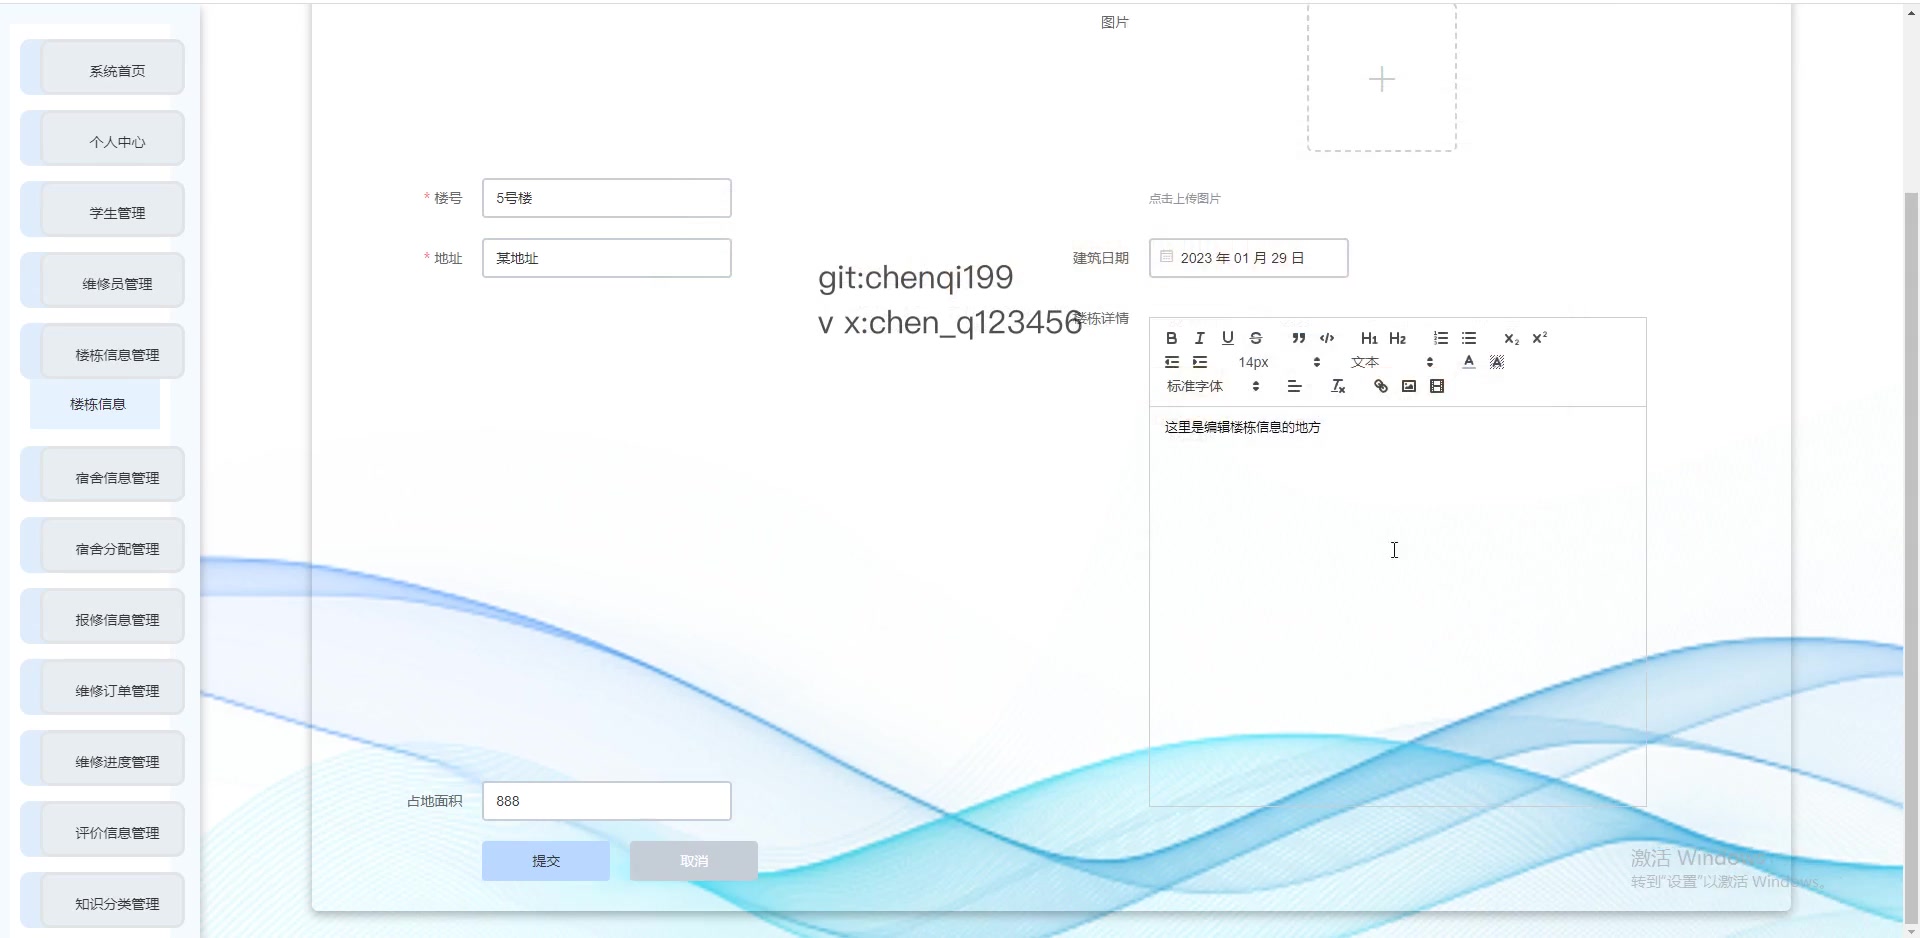 系统首页
个人中心
学生管理
维修员管理
楼栋信息管理
楼栋信息
宿舍信息管理
宿舍分配管理
报修信息管理
维修订单管理
维修进度管理
评价信息管理
知识分类管理
图片
* 楼号
5号楼
点击上传图片
* 地址
某地址
建筑日期
2023 年 01 月 29 日
git:chenqi199
v x:chen_q123456
楼栋详情
B I U S ” </> H1 H2 X2 X2
14px 文本 A A
标准字体 Tx
这里是编辑楼栋信息的地方
占地面积
888
提交
取消
激活 Windows
转到“设置”以激活 Windows。